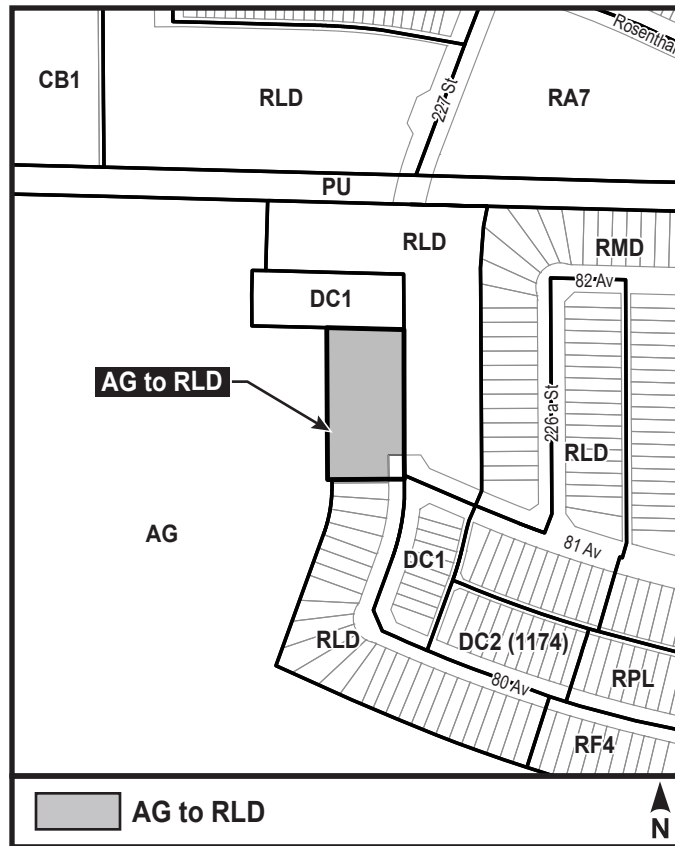 Rosenthal
CB1
RLD
227 St
RA7
PU
RLD
RMD
82 Av
DC1
AG to RLD
226 a St
RLD
AG
81 Av
DC1
RLD
DC2 (1174)
RPL
80 Av
RF4
AG to RLD
N